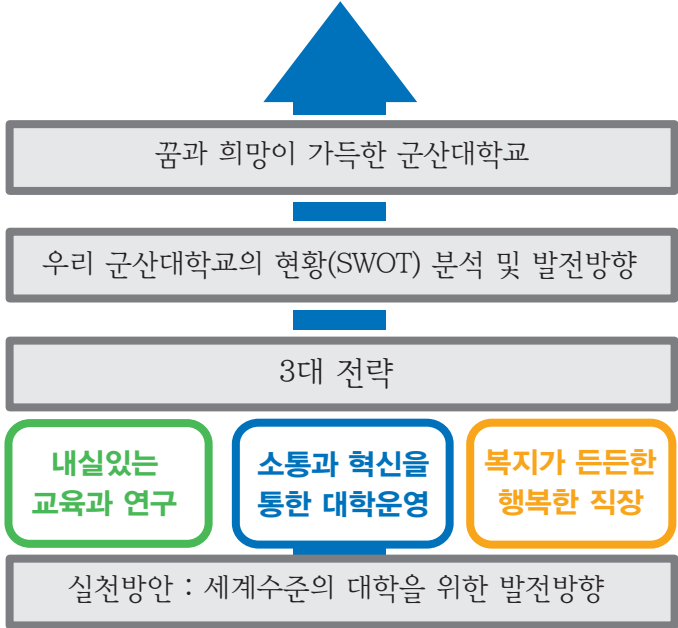 꿈과 희망이 가득한 군산대학교
우리 군산대학교의 현황(SWOT) 분석 및 발전방향
3대 전략
내실있는
교육과 연구
소통과 혁신을
통한 대학운영
복지가 든든한
행복한 직장
실천방안 : 세계수준의 대학을 위한 발전방향